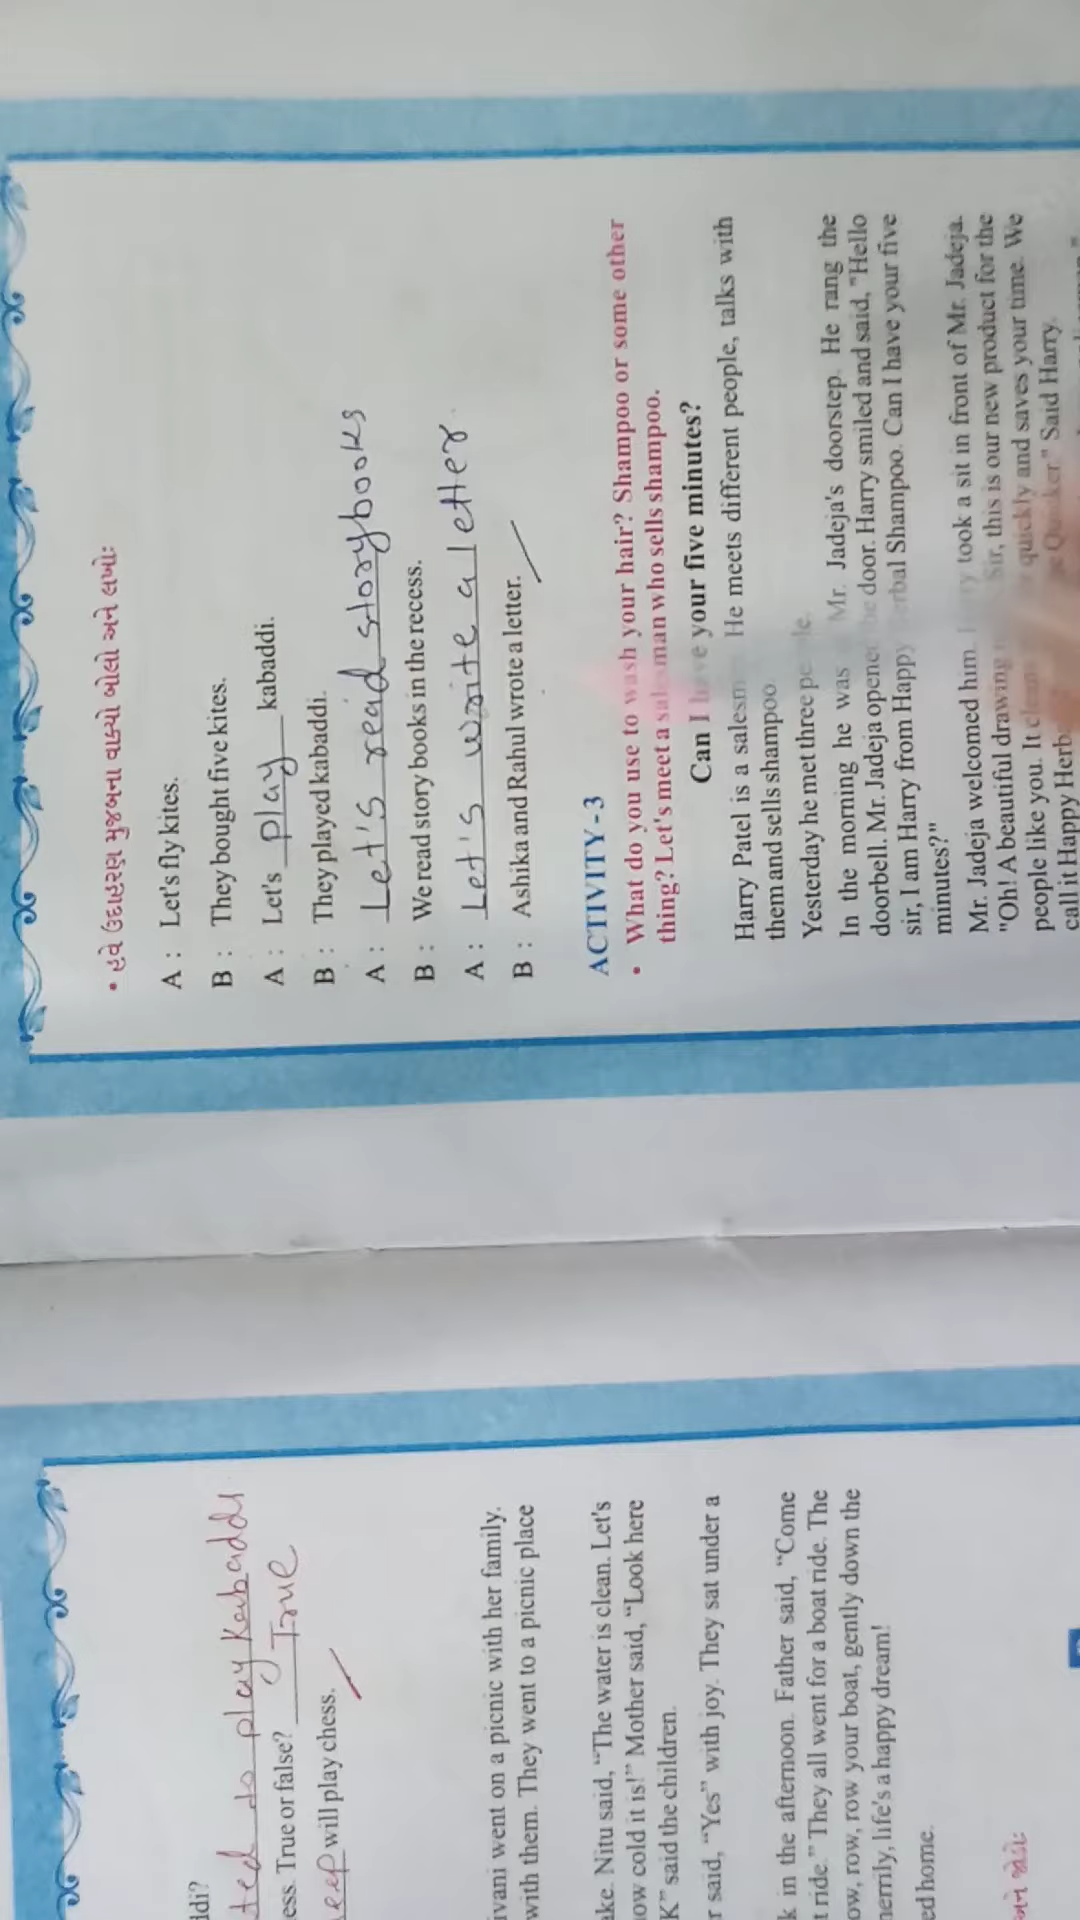 • હવે ઉદાહરણ મુજબના વાક્યો બોલો અને લખોઃ
A : Let's fly kies.
B : They bought five kites.
A : Let's play kabaddi.
B : They played kabaddi.
A : Let's read storybooks
B : We read story books in the recess.
A : Let's write a letter.
B : Ashika and Rahul wrote a letter.
ACTIVITY-3
• What do you use to wash your hair? Shampoo or some other
thing? Let's meet a salesman who sells shampoo.
Can I have your five minutes?
Harry Patel is a He meets different people, talks with
them and sells shampoo
Yesterday he met three
In the morning he was Mr. Jadeja's doorstep. He rang the
doorbell. Mr. Jadeja opened door. Harry smiled and said, "Hello
sir, I am Harry from Happy Shampoo. Can I have your five
minutes?"
Mr. Jadeja welcomed him. took a sit in front of Mr. Jadeja.
"Oh! A beautiful drawing Sir, this is our new product for the
people like you. It quickly and saves your time. We
call it Happy Said Harry.
ddi?
ted to play kabaddi
ess. True or false? True
eep will play chess.
ivani went on a picnic with her family.
with them. They went to a picnic place
ake. Nitu said, "The water is clean. Let's
ow cold it is!" Mother said, "Look here
K" said the children.
r said, "Yes" with joy. They sat under a
k in the afternoon. Father said, "Come
t ride." They all went for a boat ride. The
ow, row, row your boat, gently down the
nerrily, life's a happy dream!
ed home.
અને જોડોઃ